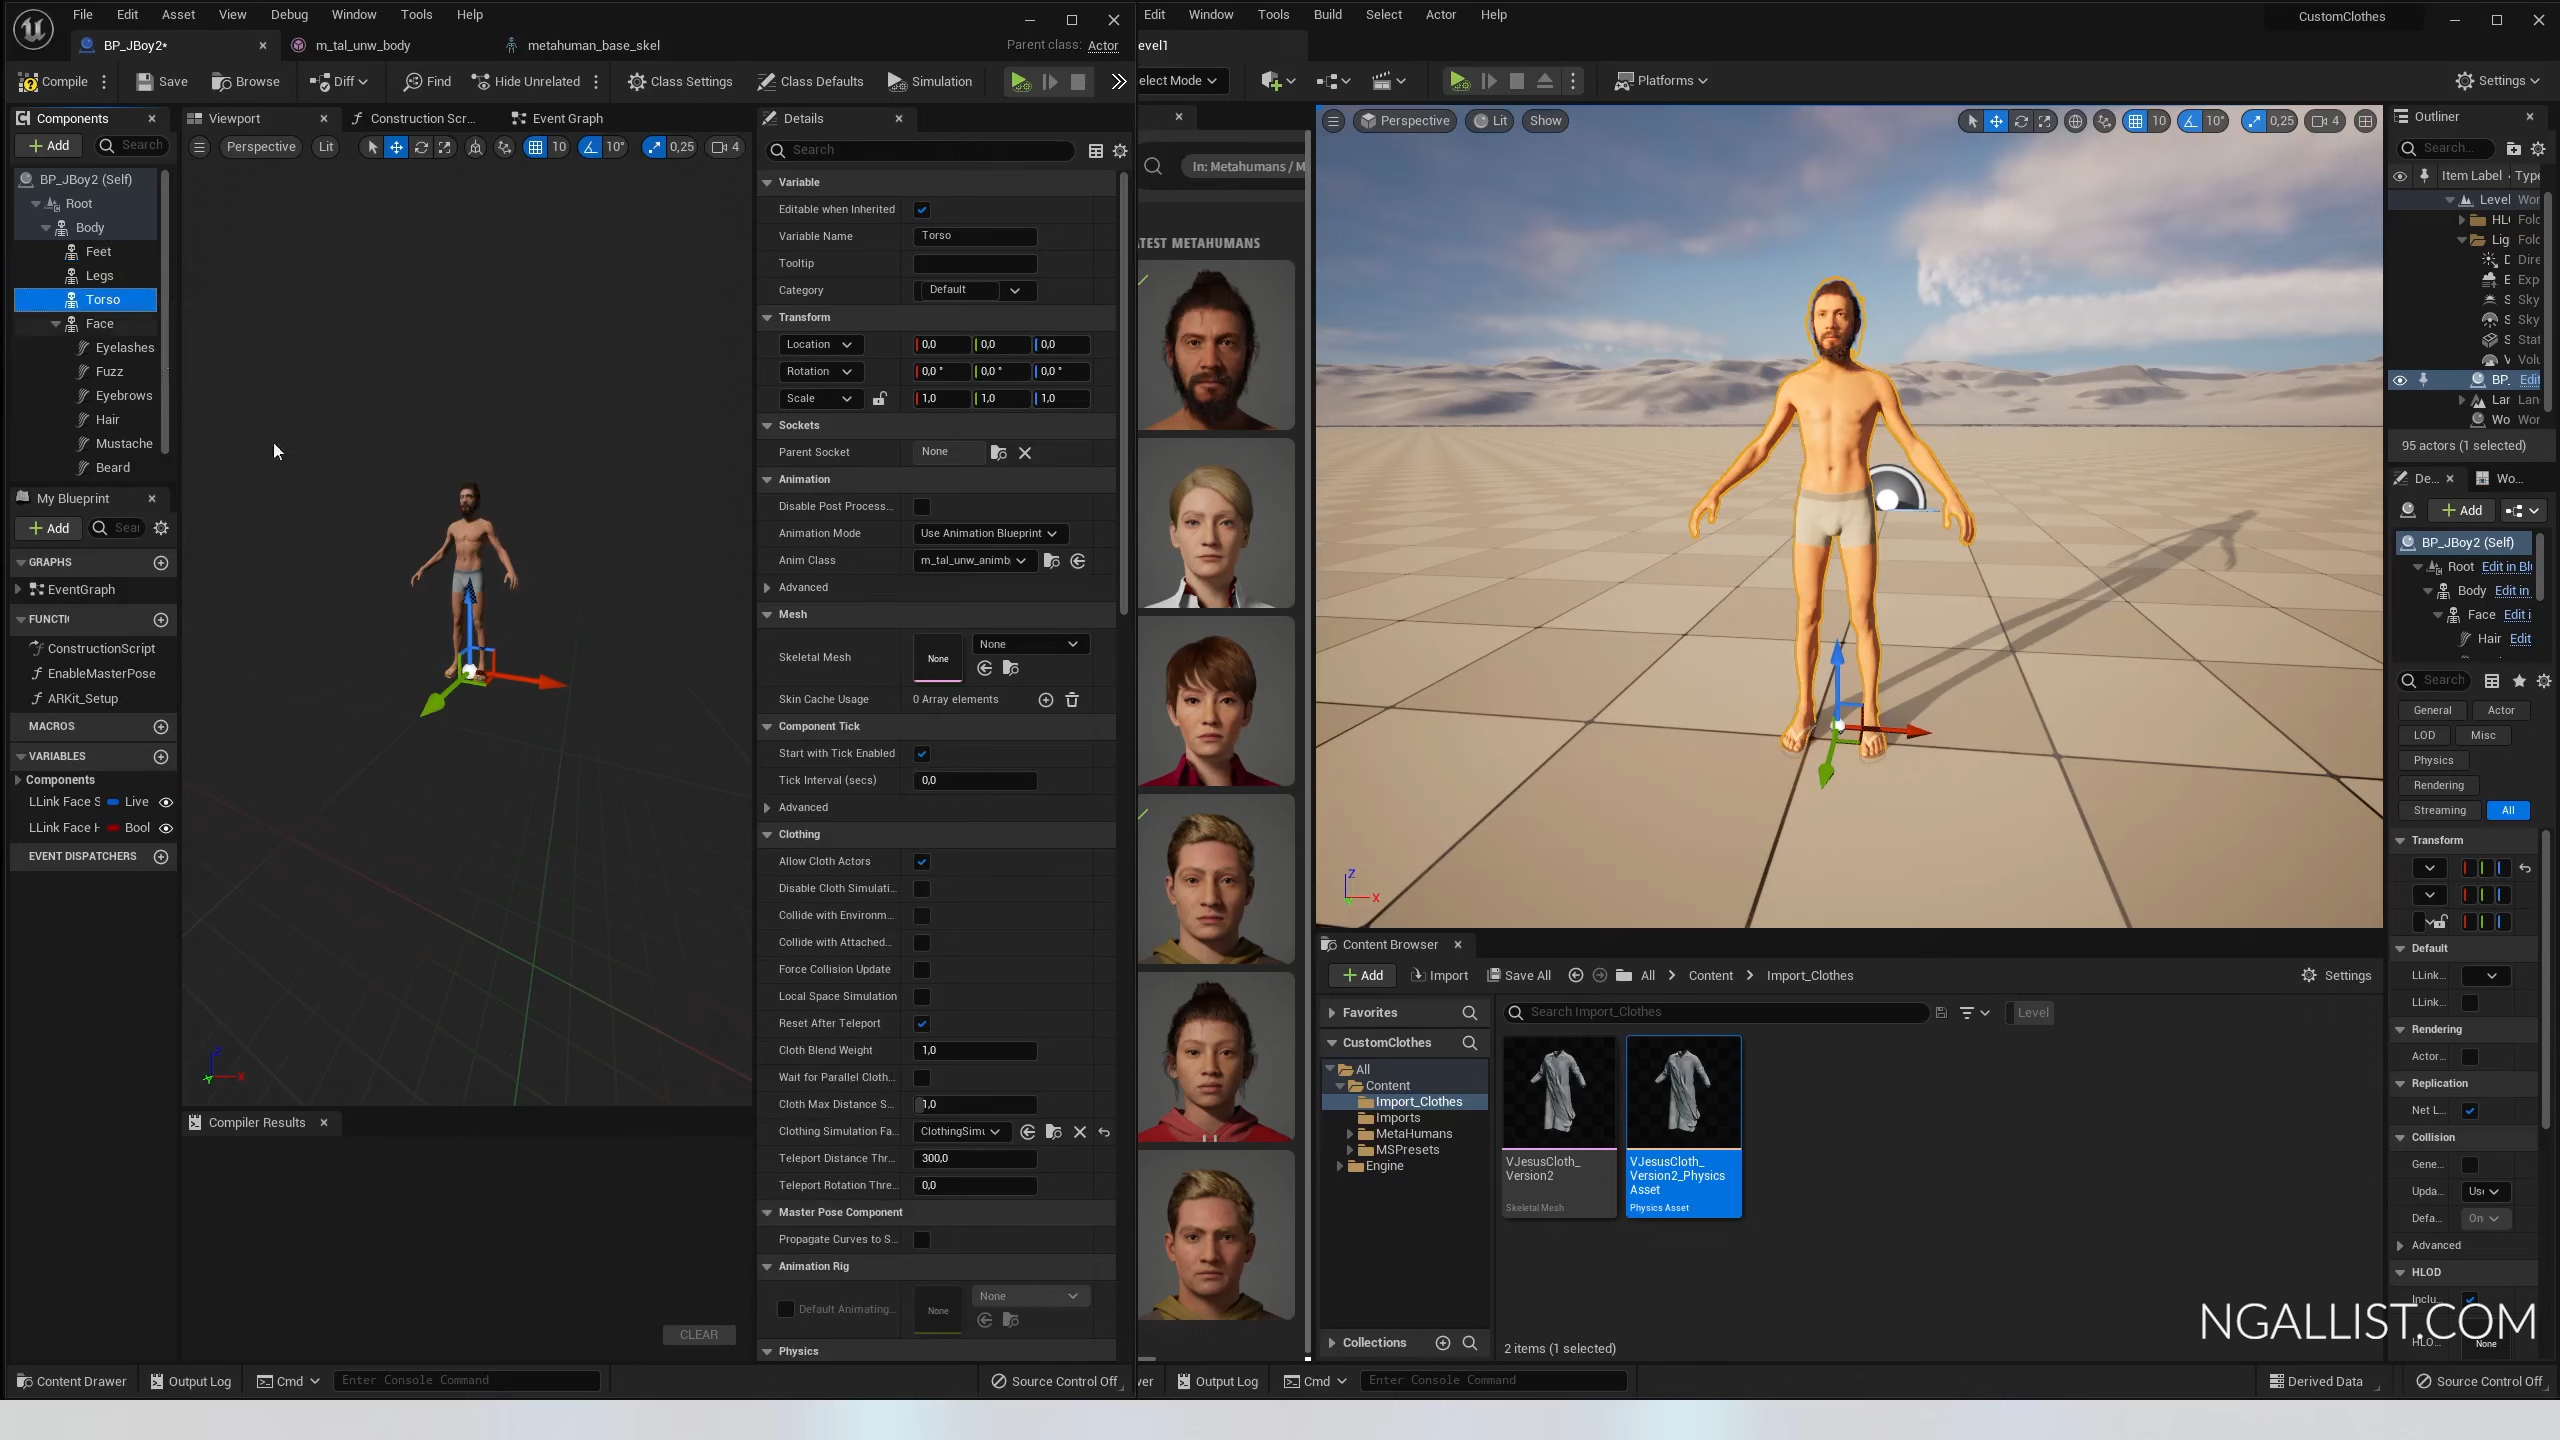 File Edit Asset View Debug Window Tools Help
BP_JBoy2*
m_tal_unw_body
metahuman_base_skel
Parent class: Actor
Compile
Save
Browse
Diff
Find
Hide Unrelated
Class Settings
Class Defaults
Simulation
Components
Add
Search
BP_JBoy2 (Self)
Root
Body
Feet
Legs
Torso
Face
Eyelashes
Fuzz
Eyebrows
Hair
Mustache
Beard
My Blueprint
Add
Sear
GRAPHS
EventGraph
FUNCTI
ConstructionScript
EnableMasterPose
ARKit_Setup
MACROS
VARIABLES
Components
LLink Face S Live
LLink Face H Bool
EVENT DISPATCHERS
Viewport
Construction Scr...
Event Graph
Perspective
Lit
10
10°
0,25
4
Compiler Results
CLEAR
Details
Search
Variable
Editable when Inherited
Variable Name Torso
Tooltip
Category Default
Transform
Location 0,0 0,0 0,0
Rotation 0,0 ° 0,0 ° 0,0 °
Scale 1,0 1,0 1,0
Sockets
Parent Socket None
Animation
Disable Post Process...
Animation Mode Use Animation Blueprint
Anim Class m_tal_unw_animb
Advanced
Mesh
Skeletal Mesh None None
Skin Cache Usage 0 Array elements
Component Tick
Start with Tick Enabled
Tick Interval (secs) 0,0
Advanced
Clothing
Allow Cloth Actors
Disable Cloth Simulati...
Collide with Environm...
Collide with Attached...
Force Collision Update
Local Space Simulation
Reset After Teleport
Cloth Blend Weight 1,0
Wait for Parallel Cloth...
Cloth Max Distance S... 1,0
Clothing Simulation Fa... ClothingSimu
Teleport Distance Thr... 300,0
Teleport Rotation Thre... 0,0
Master Pose Component
Propagate Curves to S...
Animation Rig
Default Animating... None None
Physics
Content Drawer
Output Log
Cmd
Enter Console Command
Source Control Off
Edit Window Tools Build Select Actor Help
CustomClothes
evel1
elect Mode
Platforms
Settings
In: Metahumans / M
TEST METAHUMANS
Perspective
Lit
Show
10
10°
0,25
4
Z
X
Content Browser
Add
Import
Save All
All
Content
Import_Clothes
Settings
Favorites
CustomClothes
All
Content
Import_Clothes
Imports
MetaHumans
MSPresets
Engine
Collections
Search Import_Clothes
Level
VJesusCloth_
Version2
Skeletal Mesh
VJesusCloth_
Version2_Physics
Asset
Physics Asset
2 items (1 selected)
ver
Output Log
Cmd
Enter Console Command
Derived Data
Source Control Off
Outliner
Search...
Item Label Type
Level Wor
HL Fold
Lig Fold
D Dire
E Exp
S Sky
S Sky
S Stat
V Volu
BP_ Edit
Lar Lan
Wo Wor
95 actors (1 selected)
De...
Wo...
Add
BP_JBoy2 (Self)
Root Edit in Bl
Body Edit in
Face Edit i
Hair Edit
Search
General
Actor
LOD
Misc
Physics
Rendering
Streaming
All
Transform
Default
LLink...
LLink...
Rendering
Actor...
Replication
Net L...
Collision
Gene...
Upda... Us
Defa... On
Advanced
HLOD
Inclu...
HLO... None
NGALLIST.COM